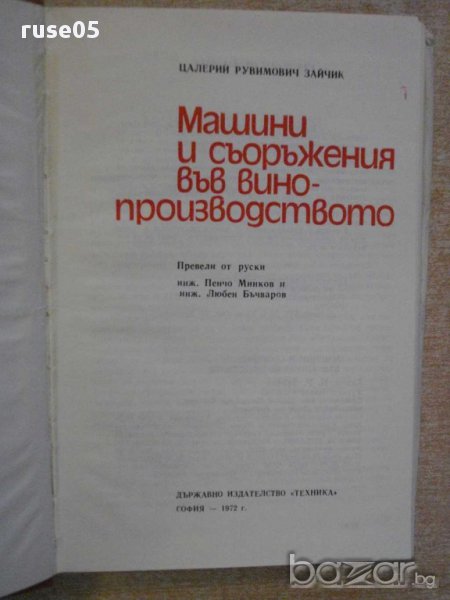 ruse05
ЦАЛЕРИЙ РУВИМОВИЧ ЗАЙЧИК
Машини
и съоръжения
във вино-
производството
Превели от руски
инж. Пенчо Минков и
инж. Любен Бъчваров
ДЪРЖАВНО ИЗДАТЕЛСТВО «ТЕХНИКА»
СОФИЯ — 1972 г.
bazar.bg